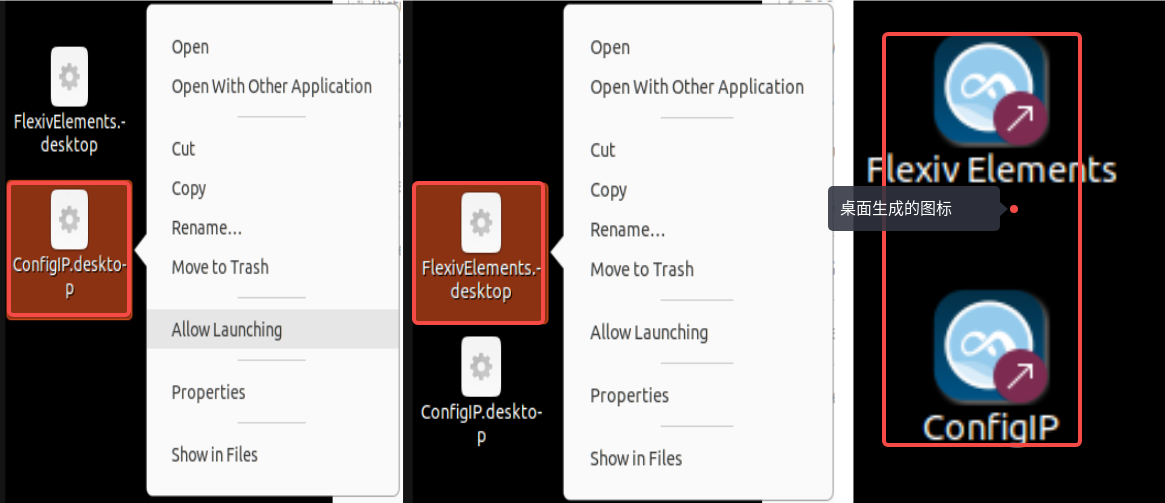 FlexivElements.-
desktop
ConfigIP.deskto-
p
Open
Open With Other Application
Cut
Copy
Rename...
Move to Trash
Allow Launching
Properties
Show in Files
FlexivElements.-
desktop
ConfigIP.deskto-
p
Open
Open With Other Application
Cut
Copy
Rename...
Move to Trash
Allow Launching
Properties
Show in Files
Flexiv Elements
桌面生成的图标
ConfigIP